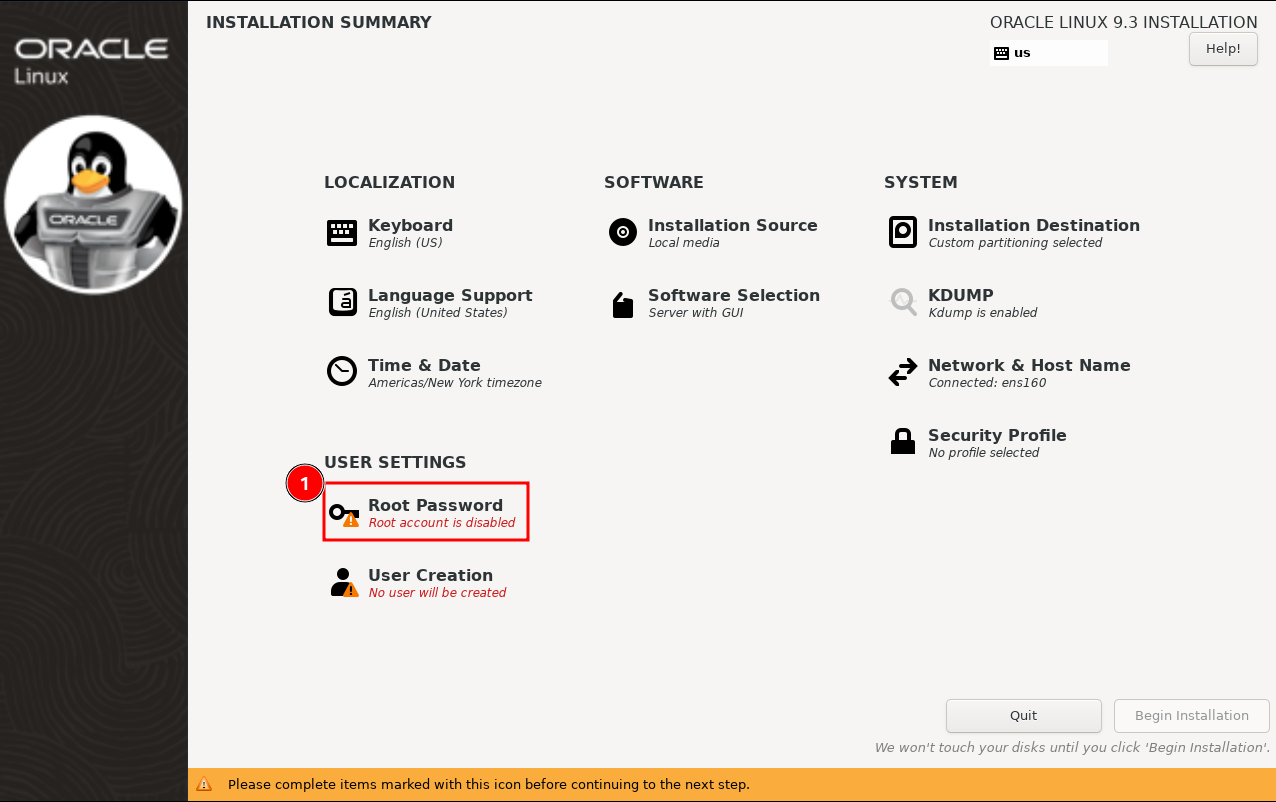 ORACLE
Linux
ORACLE
INSTALLATION SUMMARY
ORACLE LINUX 9.3 INSTALLATION
us
Help!
LOCALIZATION
Keyboard
English (US)
Language Support
English (United States)
Time & Date
Americas/New York timezone
SOFTWARE
Installation Source
Local media
Software Selection
Server with GUI
SYSTEM
Installation Destination
Custom partitioning selected
KDUMP
Kdump is enabled
Network & Host Name
Connected: ens160
Security Profile
No profile selected
USER SETTINGS
1
Root Password
Root account is disabled
User Creation
No user will be created
Quit
Begin Installation
We won't touch your disks until you click 'Begin Installation'.
Please complete items marked with this icon before continuing to the next step.